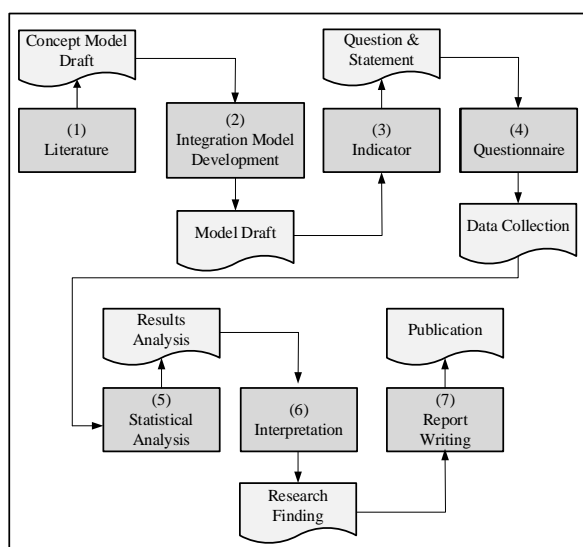 Concept Model
Draft
(1)
Literature
(2)
Integration Model
Development
Model Draft
Question &
Statement
(3)
Indicator
(4)
Questionnaire
Data Collection
Results
Analysis
(5)
Statistical
Analysis
(6)
Interpretation
Research
Finding
Publication
(7)
Report
Writing